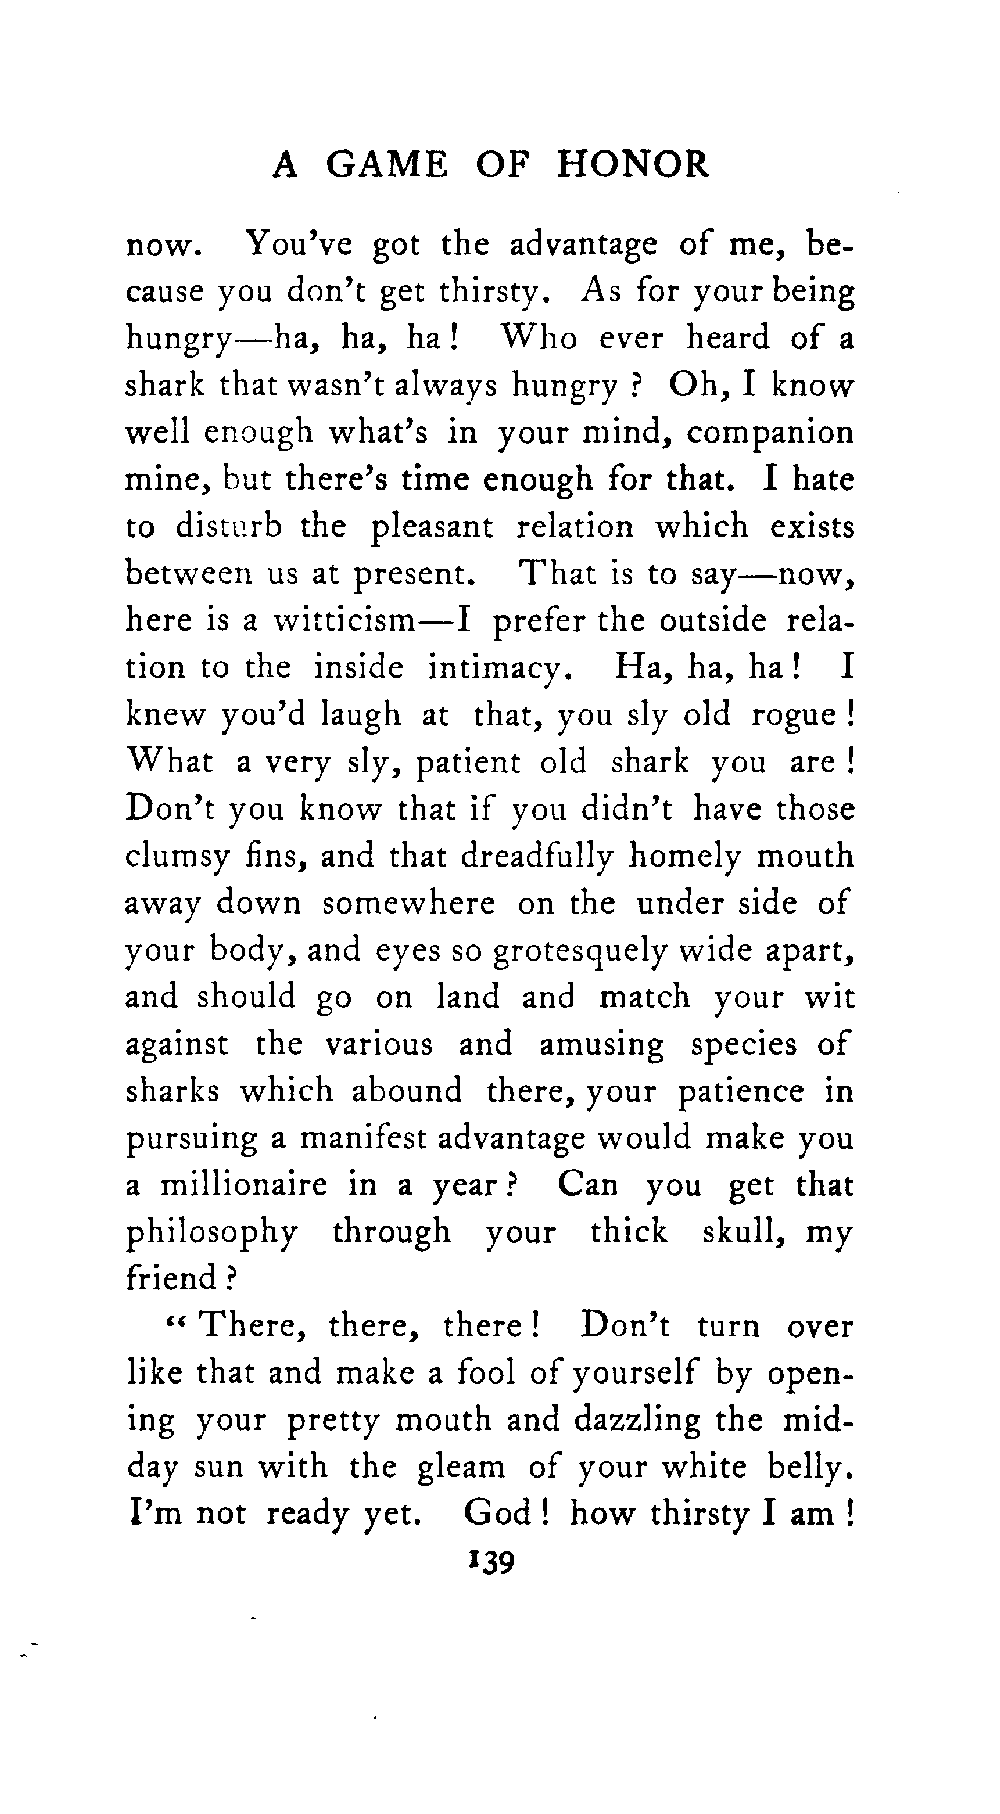 A GAME OF HONOR
now. You've got the advantage of me, be-
cause you don't get thirsty. As for your being
hungry—ha, ha, ha! Who ever heard of a
shark that wasn't always hungry? Oh, I know
well enough what's in your mind, companion
mine, but there's time enough for that. I hate
to disturb the pleasant relation which exists
between us at present. That is to say—now,
here is a witticism—I prefer the outside rela-
tion to the inside intimacy. Ha, ha, ha! I
knew you'd laugh at that, you sly old rogue!
What a very sly, patient old shark you are!
Don't you know that if you didn't have those
clumsy fins, and that dreadfully homely mouth
away down somewhere on the under side of
your body, and eyes so grotesquely wide apart,
and should go on land and match your wit
against the various and amusing species of
sharks which abound there, your patience in
pursuing a manifest advantage would make you
a millionaire in a year? Can you get that
philosophy through your thick skull, my
friend?
"There, there, there! Don't turn over
like that and make a fool of yourself by open-
ing your pretty mouth and dazzling the mid-
day sun with the gleam of your white belly.
I'm not ready yet. God! how thirsty I am!
139